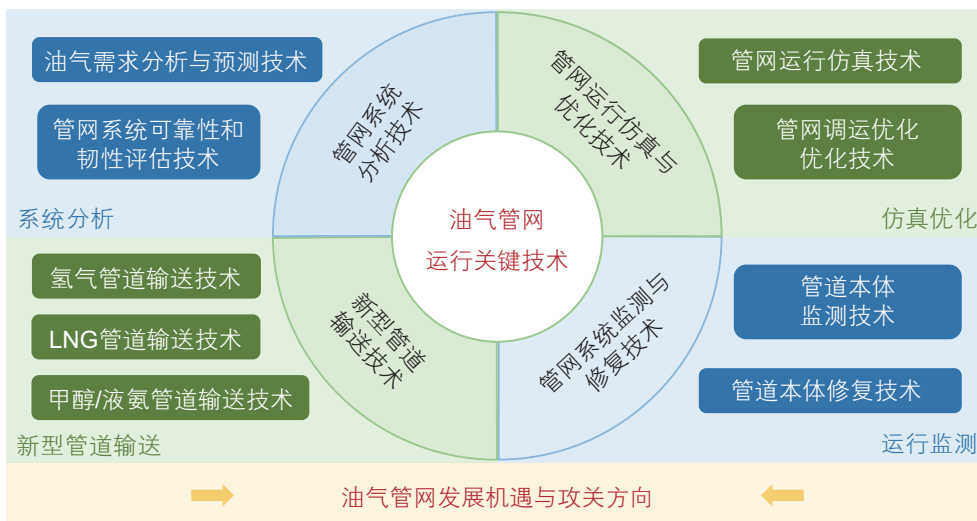 油气需求分析与预测技术
管网系统可靠性和
韧性评估技术
系统分析
管网系统
分析技术
管网运行仿真与
优化技术
管网运行仿真技术
管网调运优化
优化技术
仿真优化
油气管网
运行关键技术
氢气管道输送技术
LNG管道输送技术
甲醇/液氨管道输送技术
新型管道输送
新型管道
输送技术
管网系统监测与
修复技术
管道本体
监测技术
管道本体修复技术
运行监测
油气管网发展机遇与攻关方向